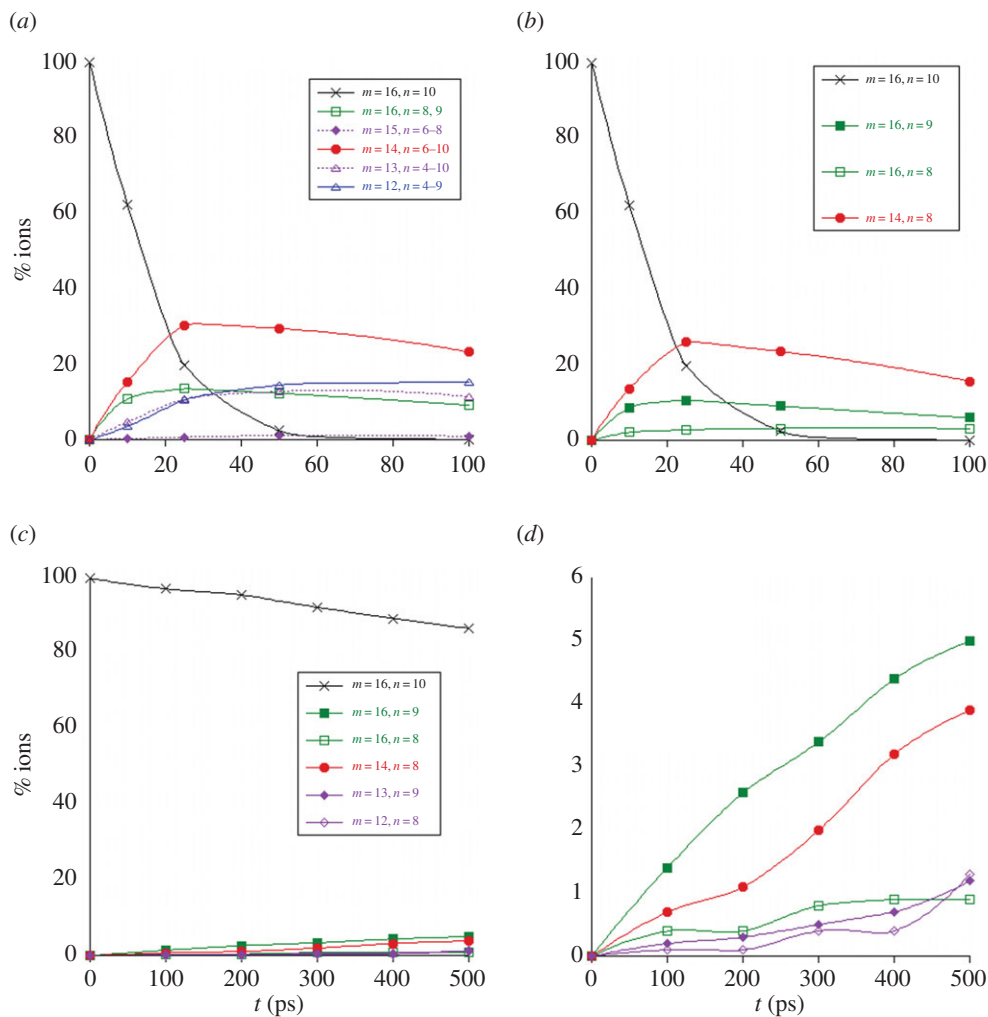 (a)
100
80
60
40
20
0
% ions
m = 16, n = 10
m = 16, n = 8, 9
m = 15, n = 6–8
m = 14, n = 6–10
m = 13, n = 4–10
m = 12, n = 4–9
0 20 40 60 80 100
(b)
100
80
60
40
20
0
m = 16, n = 10
m = 16, n = 9
m = 16, n = 8
m = 14, n = 8
0 20 40 60 80 100
(c)
100
80
60
40
20
0
% ions
m = 16, n = 10
m = 16, n = 9
m = 16, n = 8
m = 14, n = 8
m = 13, n = 9
m = 12, n = 8
0 100 200 300 400 500
t (ps)
(d)
6
5
4
3
2
1
0
0 100 200 300 400 500
t (ps)